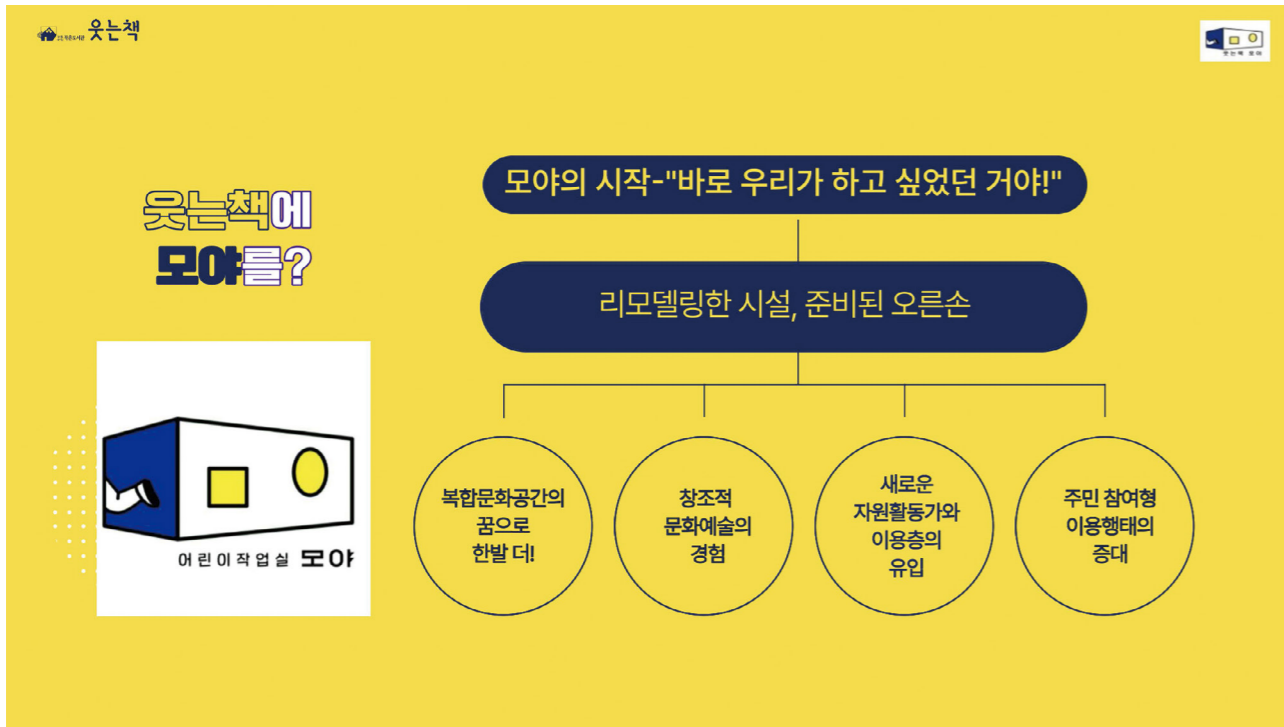 웃는책
웃는책 모야
웃는책에
모야를?
어린이작업실 모야
모야의 시작-"바로 우리가 하고 싶었던 거야!"
리모델링한 시설, 준비된 오른손
복합문화공간의
꿈으로
한발 더!
창조적
문화예술의
경험
새로운
자원활동가와
이용층의
유입
주민 참여형
이용행태의
증대